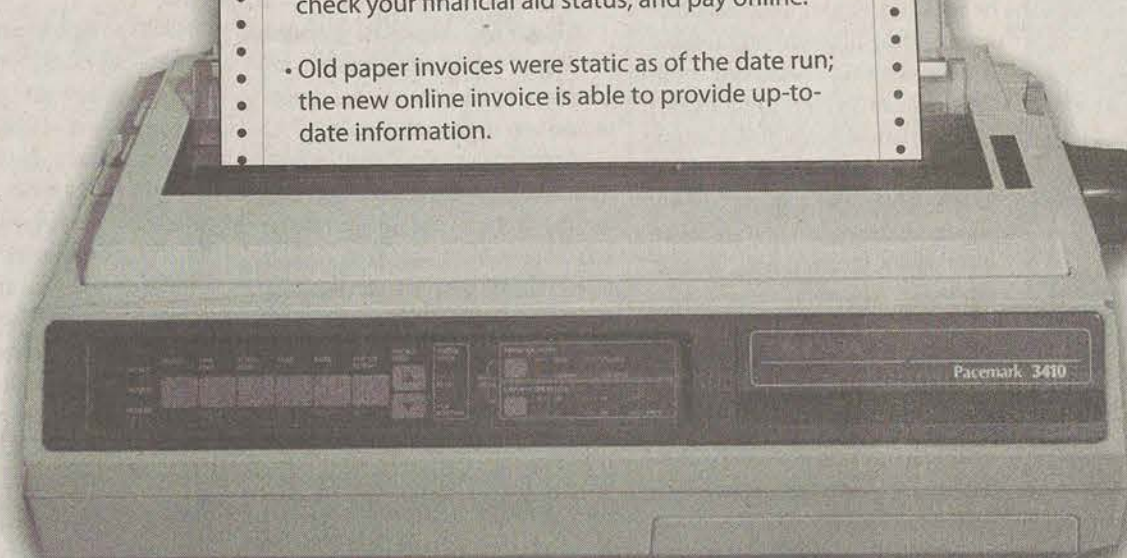 check your financial aid status, and pay online.
• Old paper invoices were static as of the date run;
the new online invoice is able to provide up-to-
date information.
Pacemark 3410